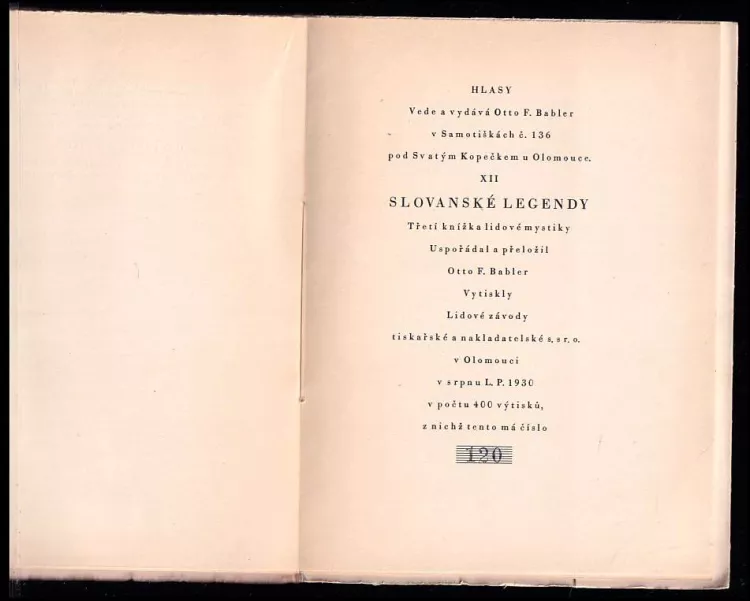 HLASY
Vede a vydává Otto F. Babler
v Samotiškách č. 136
pod Svatým Kopečkem u Olomouce.
XII
SLOVANSKÉ LEGENDY
Třetí knížka lidové mystiky
Uspořádal a přeložil
Otto F. Babler
Vytiskly
Lidové závody
tiskařské a nakladatelské s. s r. o.
v Olomouci
v srpnu L. P. 1930
v počtu 400 výtisků,
z nichž tento má číslo
120